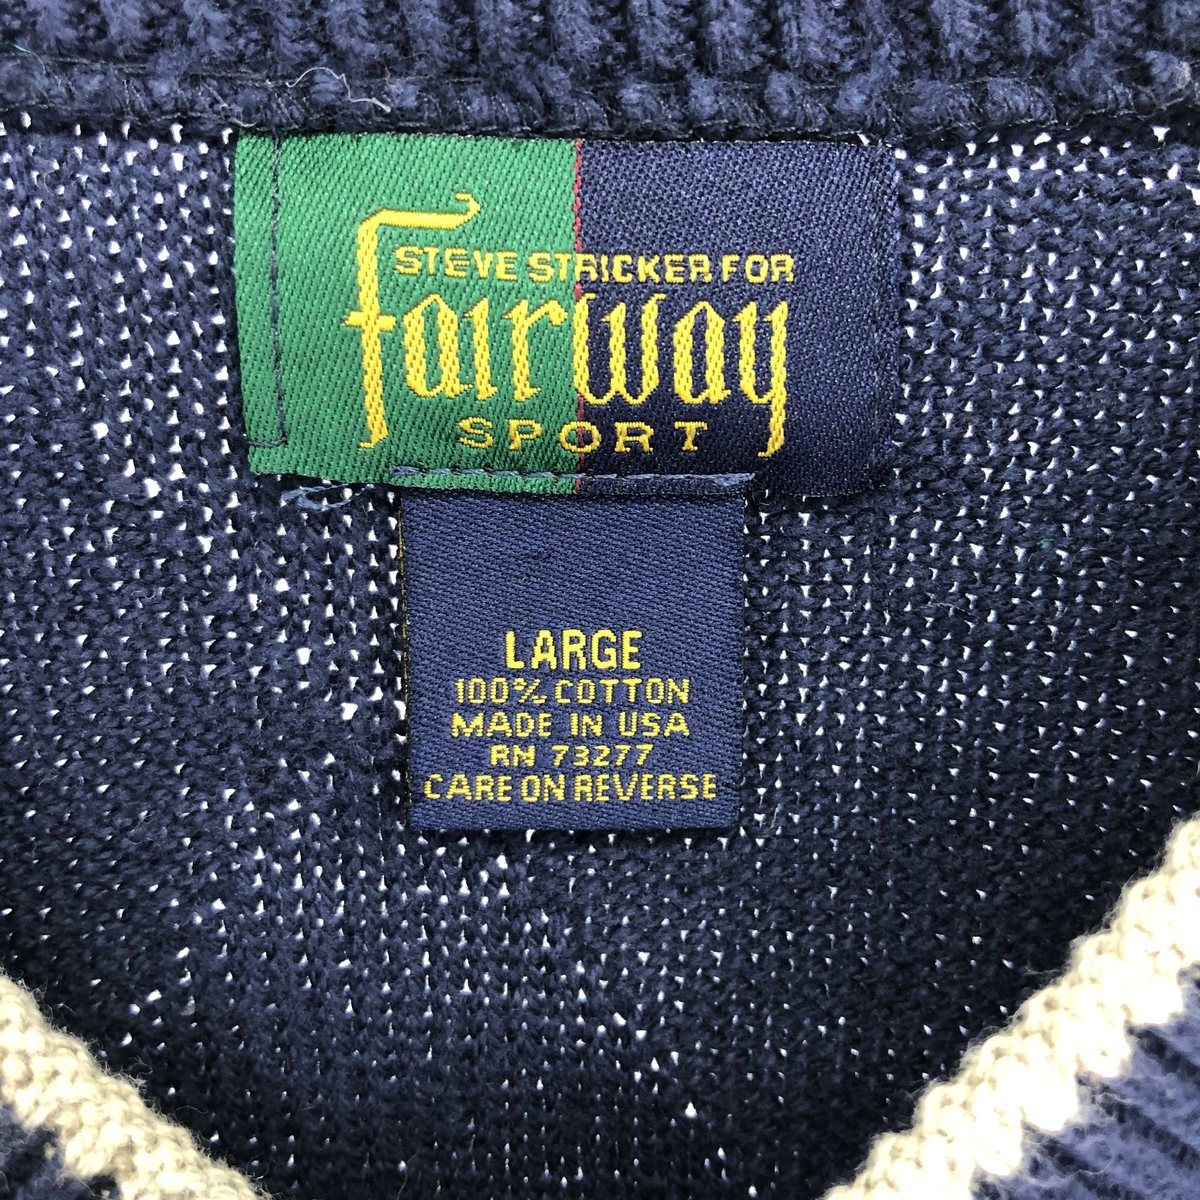 STEVE STRICKER FOR
fairway
SPORT
LARGE
100% COTTON
MADE IN USA
RN 73277
CARE ON REVERSE